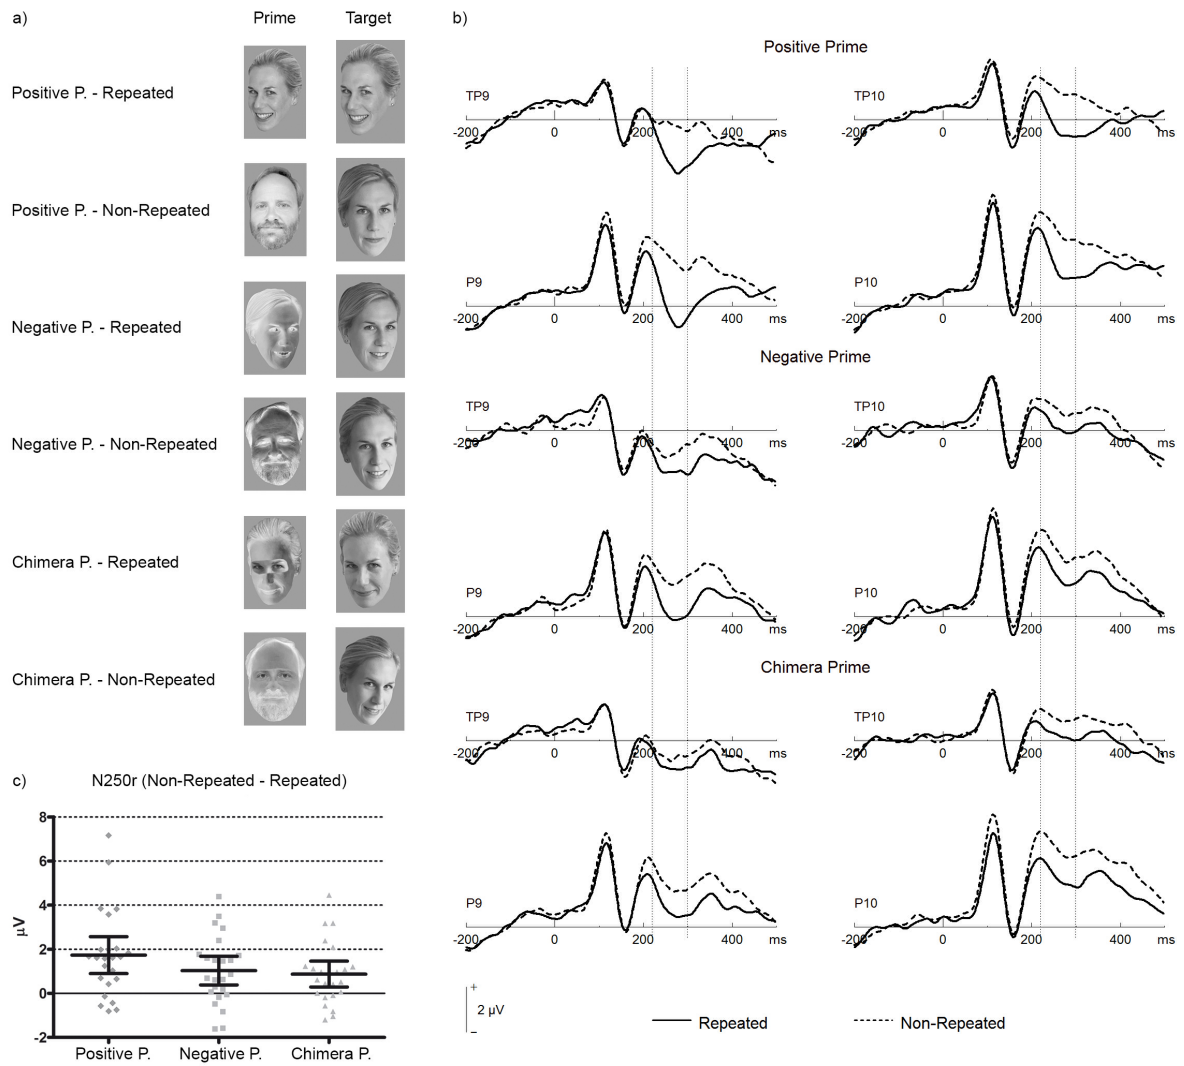 a)
Prime
Target
Positive P. - Repeated
Positive P. - Non-Repeated
Negative P. - Repeated
Negative P. - Non-Repeated
Chimera P. - Repeated
Chimera P. - Non-Repeated
b)
Positive Prime
TP9
-200 0 200 400 ms
TP10
-200 0 200 400 ms
P9
-200 0 200 400 ms
P10
-200 0 200 400 ms
Negative Prime
TP9
-200 0 200 400 ms
TP10
-200 0 200 400 ms
P9
-200 0 200 400 ms
P10
-200 0 200 400 ms
Chimera Prime
TP9
-200 0 200 400 ms
TP10
-200 0 200 400 ms
P9
-200 0 200 400 ms
P10
-200 0 200 400 ms
+
2 µV
−
Repeated
Non-Repeated
c)
N250r (Non-Repeated - Repeated)
µV
8
6
4
2
0
-2
Positive P. Negative P. Chimera P.